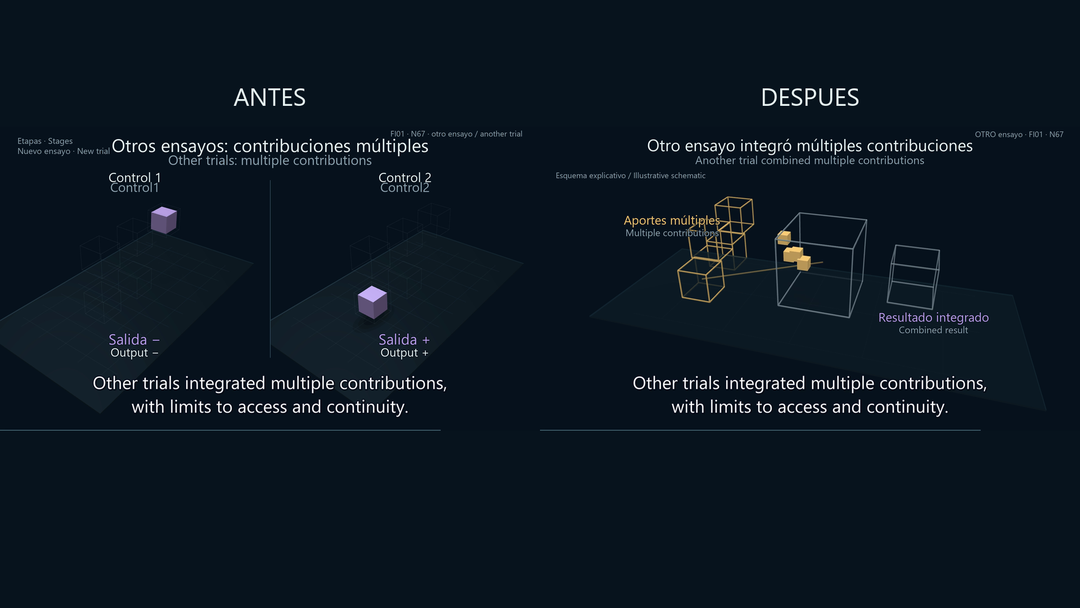 ANTES
FI01 · N67 · otro ensayo / another trial
Etapas · Stages
Nuevo ensayo · New trial
Otros ensayos: contribuciones múltiples
Other trials: multiple contributions
Control 1
Control1
Control 2
Control2
Salida −
Output −
Salida +
Output +
Other trials integrated multiple contributions,
with limits to access and continuity.
DESPUES
OTRO ensayo · FI01 · N67
Otro ensayo integró múltiples contribuciones
Another trial combined multiple contributions
Esquema explicativo / Illustrative schematic
Aportes múltiples
Multiple contributions
Resultado integrado
Combined result
Other trials integrated multiple contributions,
with limits to access and continuity.